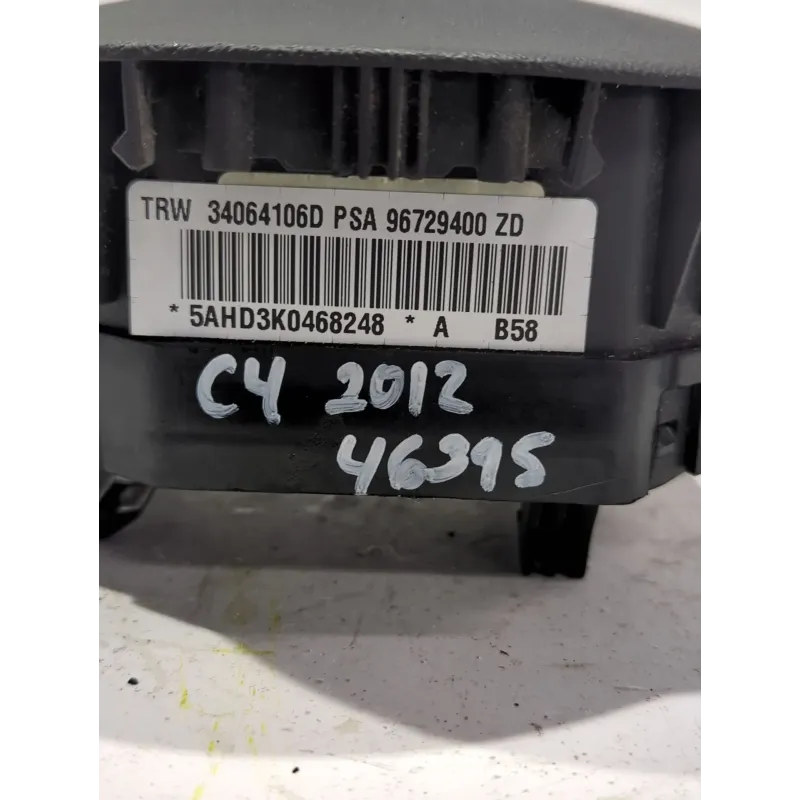 TRW 34064106D PSA 96729400 ZD
* 5AHD3K0468248 * A B58
C4 2012
46395